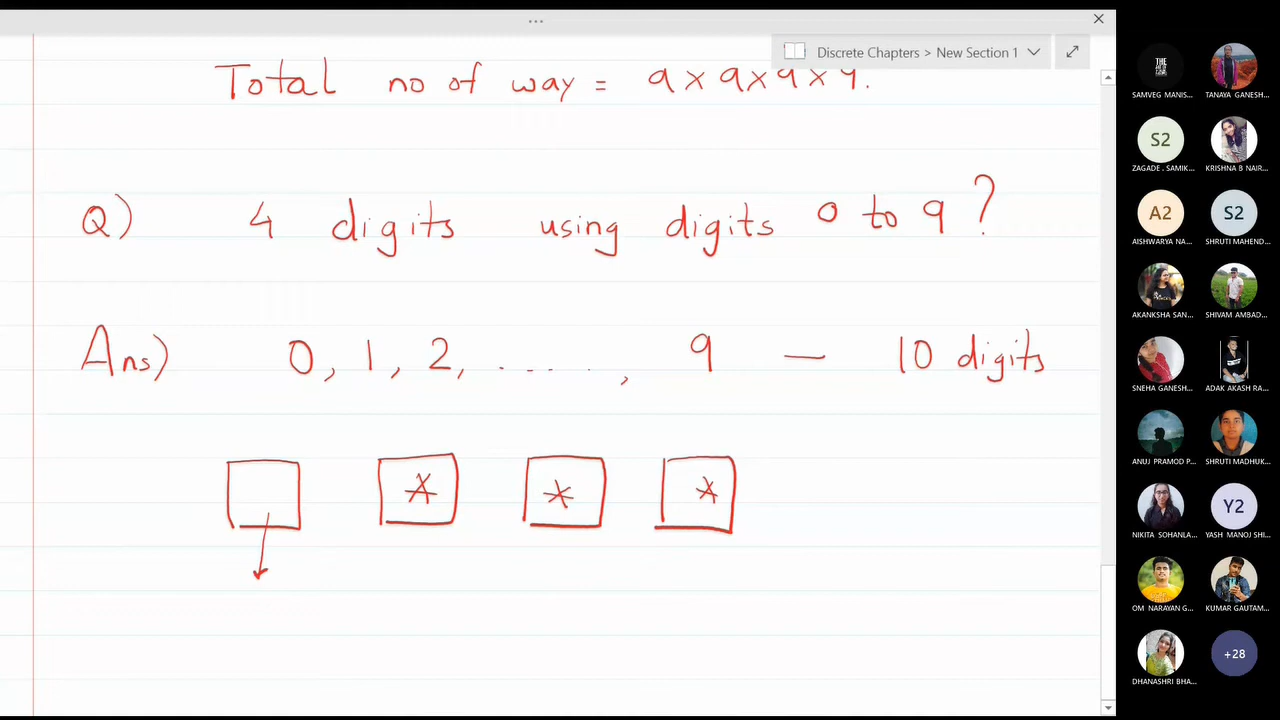 Discrete Chapters > New Section 1
Total no of way = 9 x 9 x 9 x 9.
Q) 4 digits using digits 0 to 9 ?
Ans) 0, 1, 2, ....., 9 — 10 digits
* * *
THE
SAMVEG MANIS...
TANAYA GANESH...
S2
ZAGADE . SAMIK...
KRISHNA B NAIR...
A2
S2
AISHWARYA NA...
SHRUTI MAHEND...
AKANKSHA SAN...
SHIVAM AMBAD...
SNEHA GANESH...
ADAK AKASH RA...
ANUJ PRAMOD P...
SHRUTI MADHUK...
Y2
NIKITA SOHANLA...
YASH MANOJ SHI...
OM NARAYAN G...
KUMAR GAUTAM...
+28
DHANASHRI BHA...